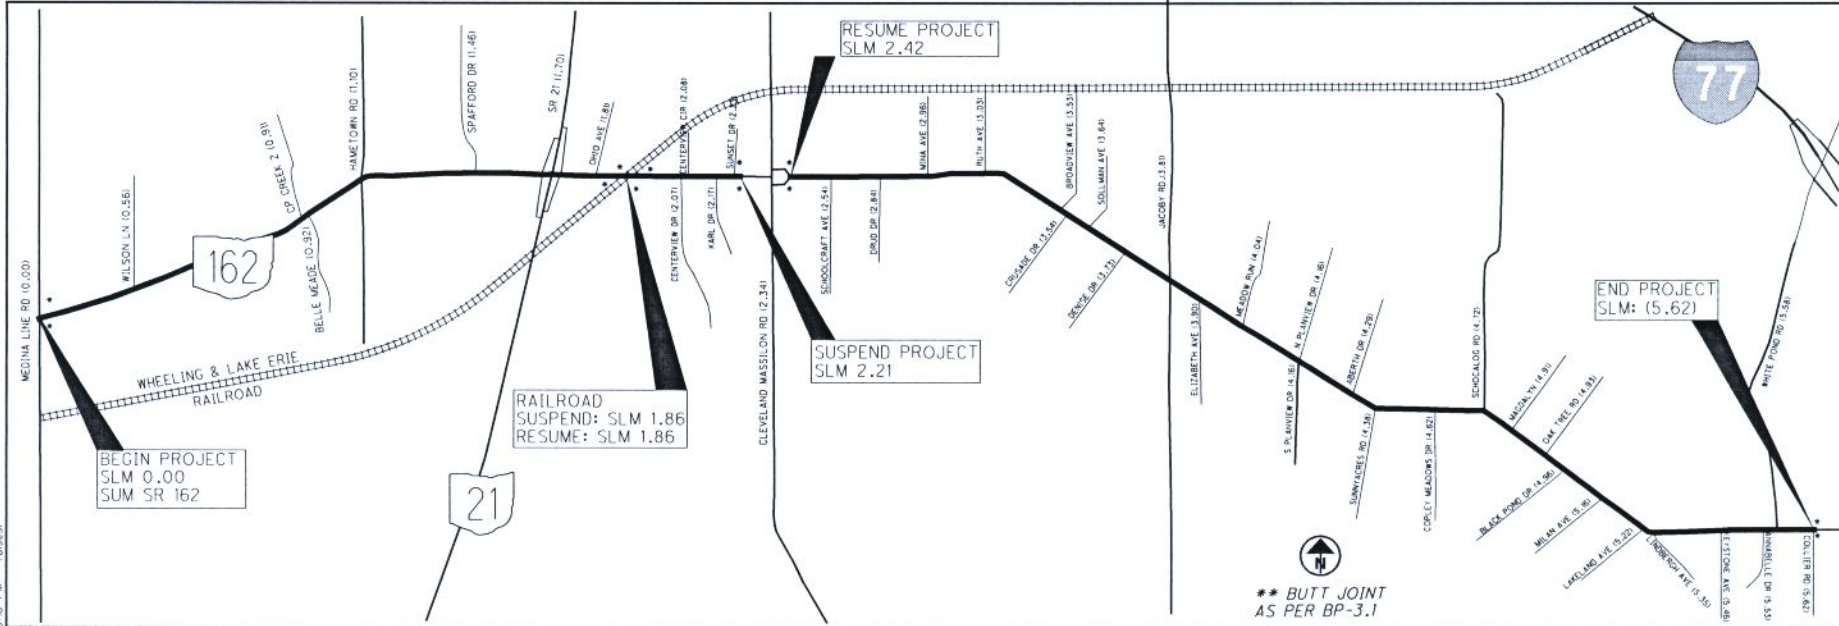 RESUME PROJECT
SLM 2.42
77
MEDINA LINE RD (0.00)
WILSON LN (0.56)
162
CP CREEK 2 (0.91)
BELLE MEADE (0.92)
HAMETOWN RD (1.10)
SPAFFORD DR (1.46)
SR 21 (1.70)
OHIO AVE (1.81)
CENTERVIEW CIR (2.08)
SUNSET DR
CENTERVIEW DR (2.07)
KARL DR (2.17)
CLEVELAND MASSILON RD (2.34)
SCHOOLCRAFT AVE (2.54)
DRUD DR (2.84)
MINA AVE (2.96)
RUTH AVE (3.03)
BROADVIEW AVE (3.53)
SOLLMAN AVE (3.64)
CRUSADE DR (3.54)
DENISE DR (3.73)
JACOBY RD (3.81)
ELIZABETH AVE (3.90)
MEADOW RUN (4.04)
N PLANVIEW DR (4.16)
S PLANVIEW DR (4.16)
ABERTH DR (4.29)
SUNNYACRES RD (4.38)
COPLEY MEADOWS DR (4.62)
SCHOCALOG RD (4.72)
MAGDALYN (4.91)
OAK TREE RD (4.93)
BLACK POND DR (4.96)
MILAN AVE (5.16)
LAKELAND AVE (5.22)
LINDBERGH AVE (5.35)
KEYSTONE AVE (5.46)
ANNABELLE DR (5.53)
WHITE POND RD (5.58)
COLLIER RD (5.62)
WHEELING & LAKE ERIE
RAILROAD
BEGIN PROJECT
SLM 0.00
SUM SR 162
21
RAILROAD
SUSPEND: SLM 1.86
RESUME: SLM 1.86
SUSPEND PROJECT
SLM 2.21
END PROJECT
SLM: (5.62)
N
** BUTT JOINT
AS PER BP-3.1